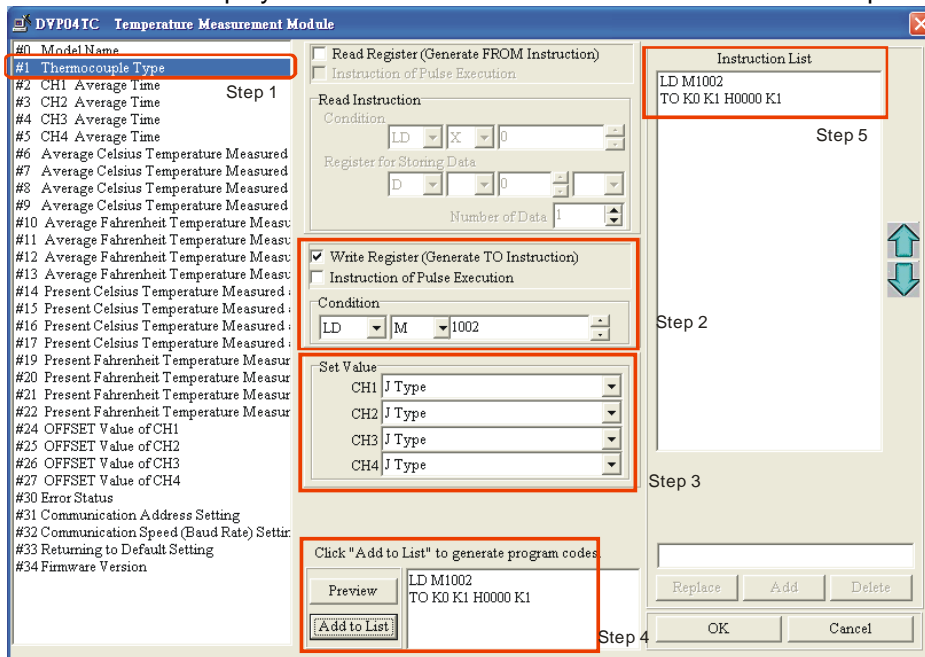 DVP04TC Temperature Measurement Module
#0 Model Name
#1 Thermocouple Type
#2 CH1 Average Time
#3 CH2 Average Time
#4 CH3 Average Time
#5 CH4 Average Time
#6 Average Celsius Temperature Measured
#7 Average Celsius Temperature Measured
#8 Average Celsius Temperature Measured
#9 Average Celsius Temperature Measured
#10 Average Fahrenheit Temperature Measu
#11 Average Fahrenheit Temperature Measu
#12 Average Fahrenheit Temperature Measu
#13 Average Fahrenheit Temperature Measu
#14 Present Celsius Temperature Measured
#15 Present Celsius Temperature Measured
#16 Present Celsius Temperature Measured
#17 Present Celsius Temperature Measured
#19 Present Fahrenheit Temperature Measur
#20 Present Fahrenheit Temperature Measur
#21 Present Fahrenheit Temperature Measur
#22 Present Fahrenheit Temperature Measur
#24 OFFSET Value of CH1
#25 OFFSET Value of CH2
#26 OFFSET Value of CH3
#27 OFFSET Value of CH4
#30 Error Status
#31 Communication Address Setting
#32 Communication Speed (Baud Rate) Settin
#33 Returning to Default Setting
#34 Firmware Version
Step 1
Read Register (Generate FROM Instruction)
Instruction of Pulse Execution
Read Instruction
Condition
LD X 0
Register for Storing Data
D 0
Number of Data 1
Write Register (Generate TO Instruction)
Instruction of Pulse Execution
Condition
LD M 1002
Step 2
Set Value
CH1 J Type
CH2 J Type
CH3 J Type
CH4 J Type
Step 3
Click "Add to List" to generate program codes.
Preview
Add to List
LD M1002
TO K0 K1 H0000 K1
Step 4
Instruction List
LD M1002
TO K0 K1 H0000 K1
Step 5
Replace Add Delete
OK Cancel